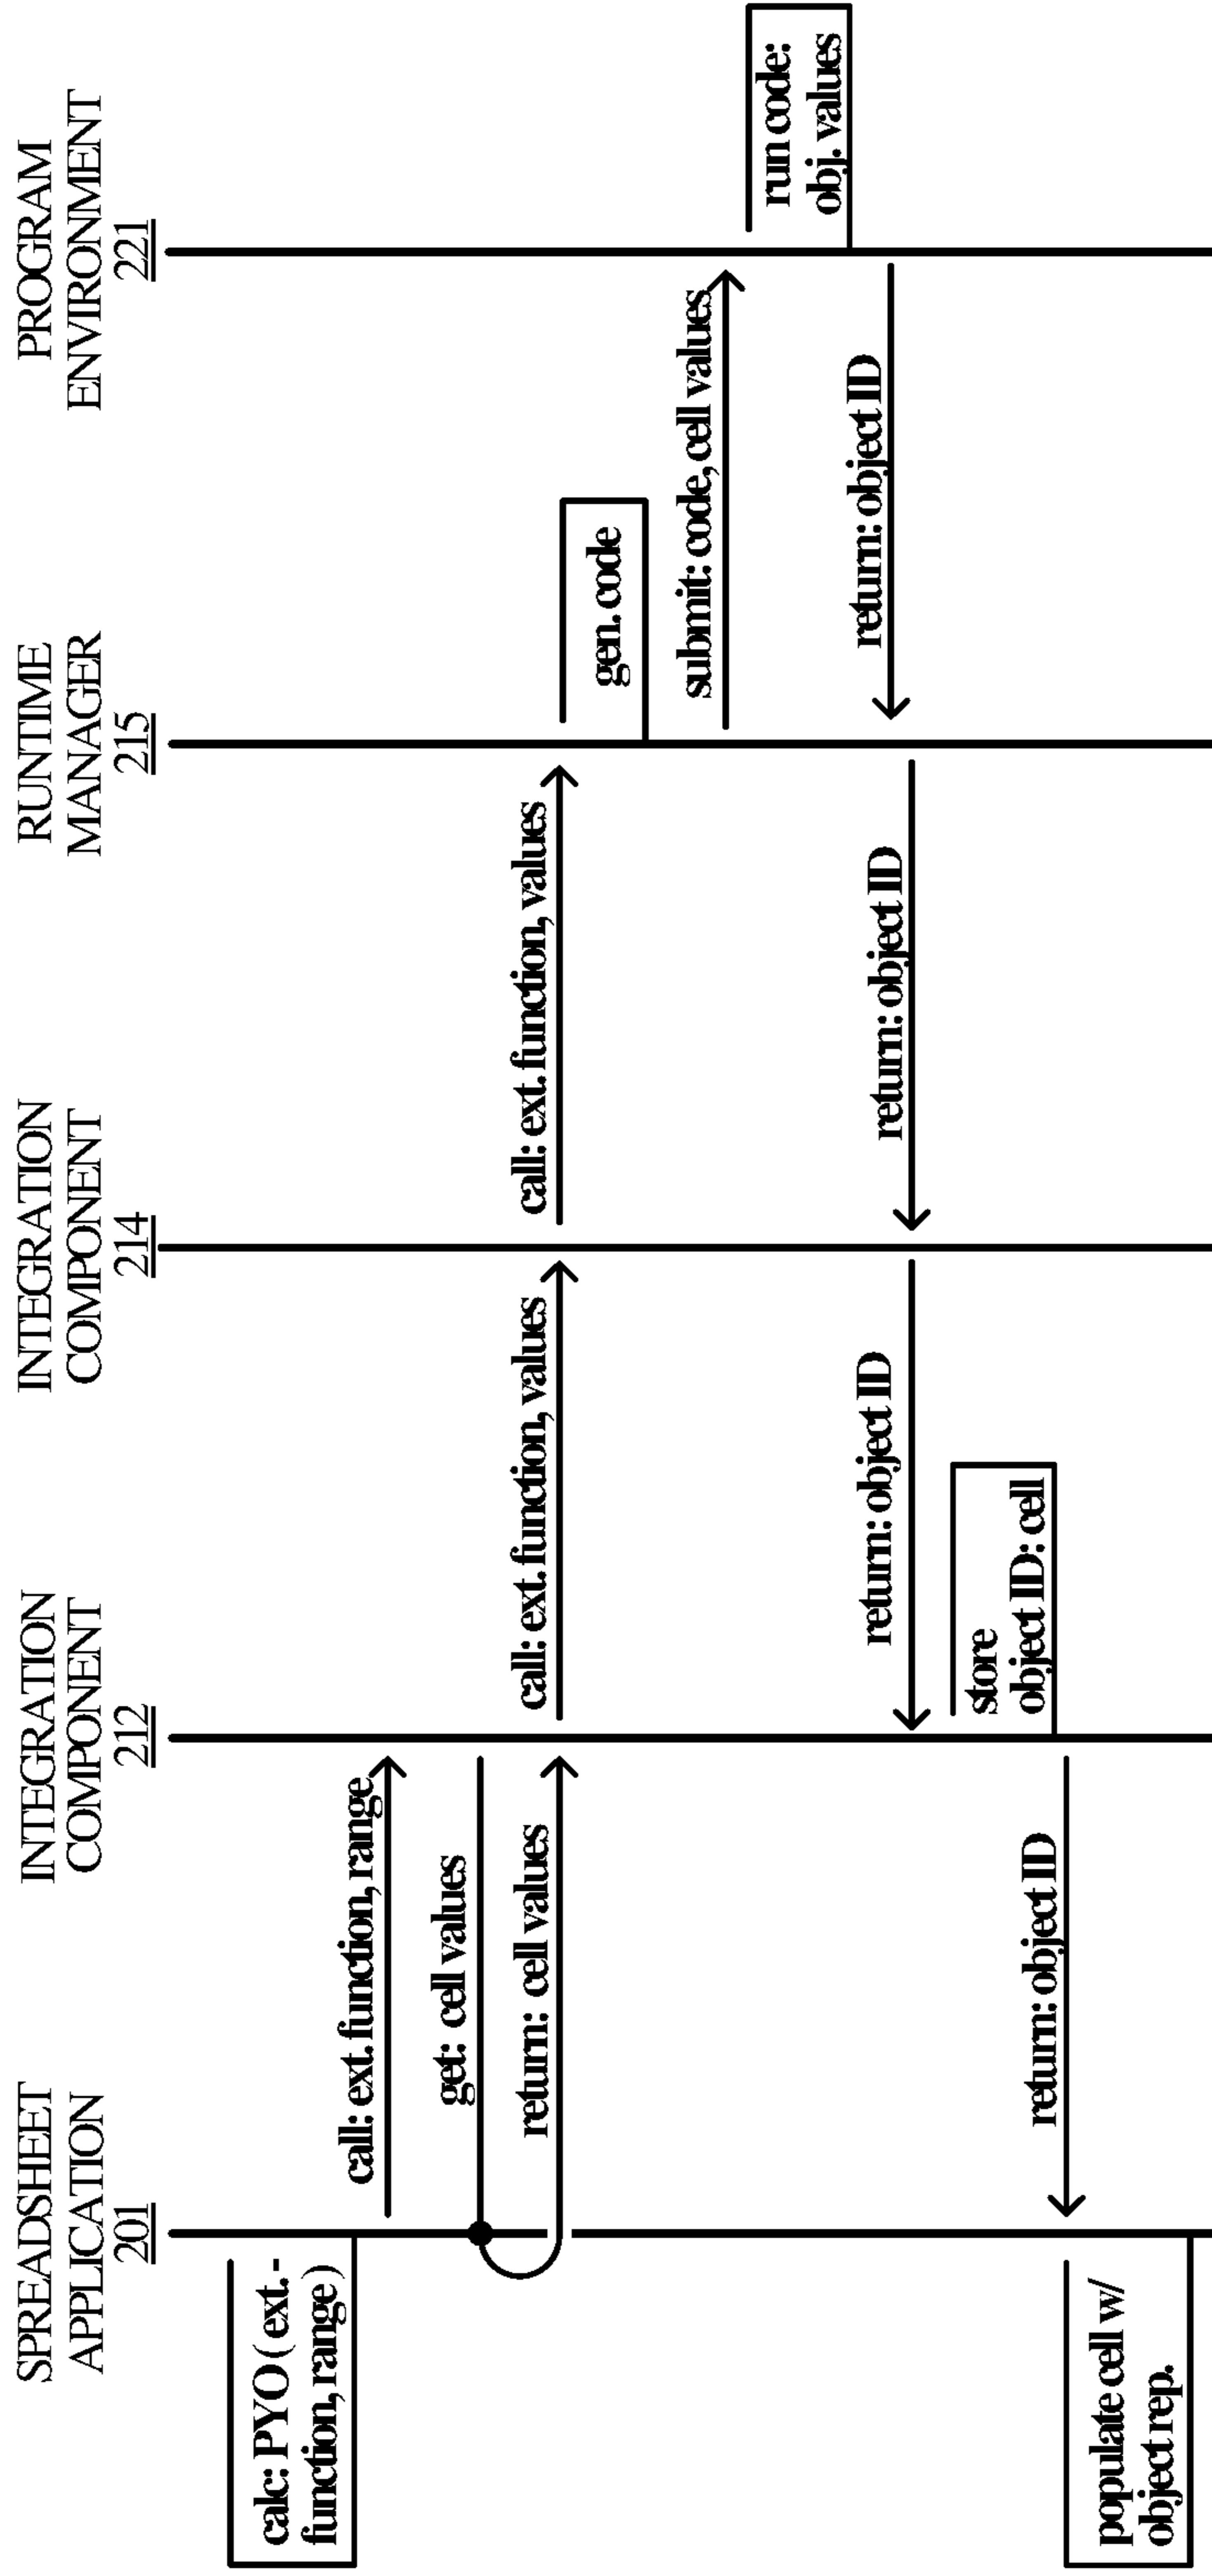 SPREADSHEET
APPLICATION
201
INTEGRATION
COMPONENT
212
INTEGRATION
COMPONENT
214
RUNTIME
MANAGER
215
PROGRAM
ENVIRONMENT
221
calc: PYO ( ext.-
function, range)
call: ext. function, range
get: cell values
return: cell values
call: ext. function, values
call: ext. function, values
gen. code
submit: code, cell values
run code:
obj. values
return: object ID
return: object ID
return: object ID
store
object ID: cell
return: object ID
populate cell w/
object rep.